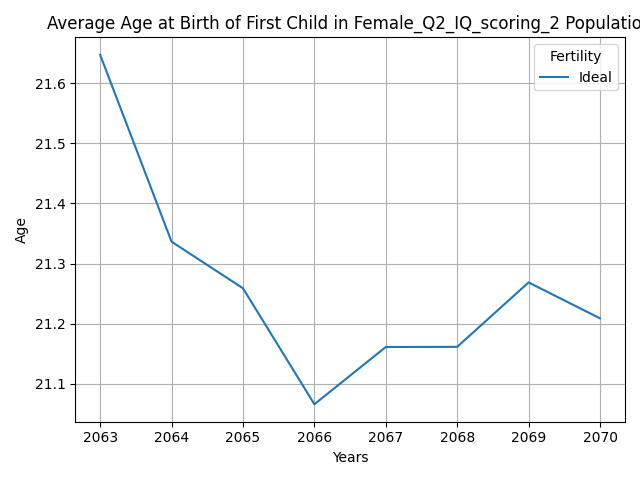 Average Age at Birth of First Child in Female_Q2_IQ_scoring_2 Populatio
Fertility
Ideal
Age
21.6
21.5
21.4
21.3
21.2
21.1
2063 2064 2065 2066 2067 2068 2069 2070
Years